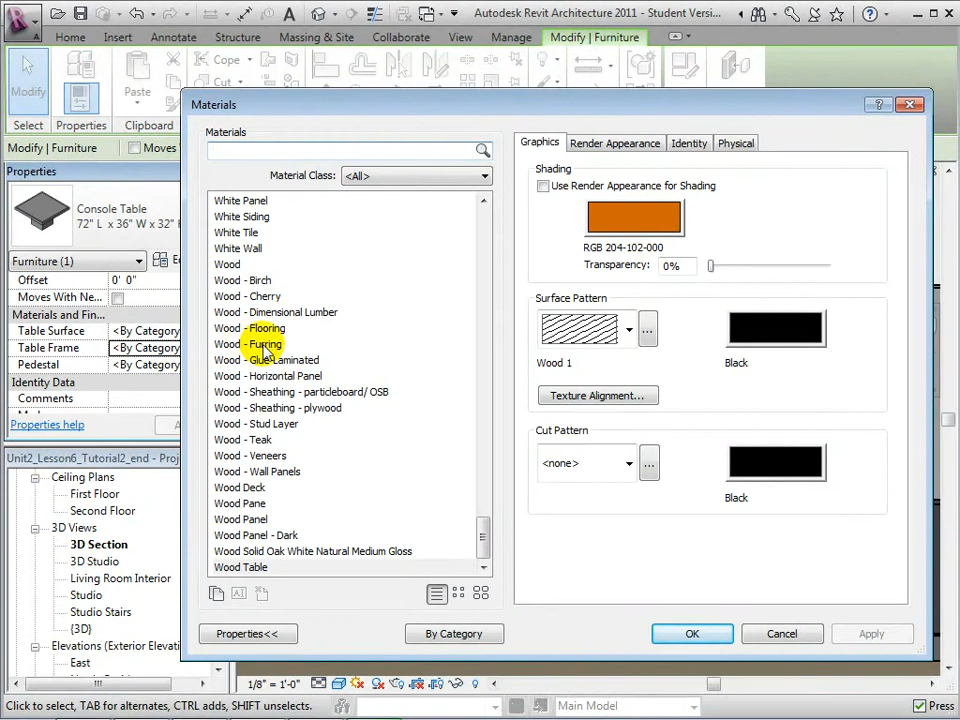 Autodesk Revit Architecture 2011 - Student Versi...
Home Insert Annotate Structure Massing & Site Collaborate View Manage Modify | Furniture
Modify Paste Cope Cut
Select Properties Clipboard
Modify | Furniture Moves
Properties
Console Table
72" L x 36" W x 32"
Furniture (1)
Offset 0' 0"
Moves With Ne...
Materials and Fin...
Table Surface <By Category
Table Frame <By Category
Pedestal <By Category
Identity Data
Comments
Properties help
Unit2_Lesson6_Tutorial2_end - Proj
Ceiling Plans
First Floor
Second Floor
3D Views
3D Section
3D Studio
Living Room Interior
Studio
Studio Stairs
{3D}
Elevations (Exterior Elevati
East
Materials
Materials
Material Class: <All>
White Panel
White Siding
White Tile
White Wall
Wood
Wood - Birch
Wood - Cherry
Wood - Dimensional Lumber
Wood - Flooring
Wood - Furring
Wood - Glue-Laminated
Wood - Horizontal Panel
Wood - Sheathing - particleboard/ OSB
Wood - Sheathing - plywood
Wood - Stud Layer
Wood - Teak
Wood - Veneers
Wood - Wall Panels
Wood Deck
Wood Pane
Wood Panel
Wood Panel - Dark
Wood Solid Oak White Natural Medium Gloss
Wood Table
Properties<< By Category
Graphics Render Appearance Identity Physical
Shading
Use Render Appearance for Shading
RGB 204-102-000
Transparency: 0%
Surface Pattern
...
Wood 1 Black
Texture Alignment...
Cut Pattern
<none> ...
Black
OK Cancel Apply
1/8" = 1'-0"
Click to select, TAB for alternates, CTRL adds, SHIFT unselects. Main Model Press